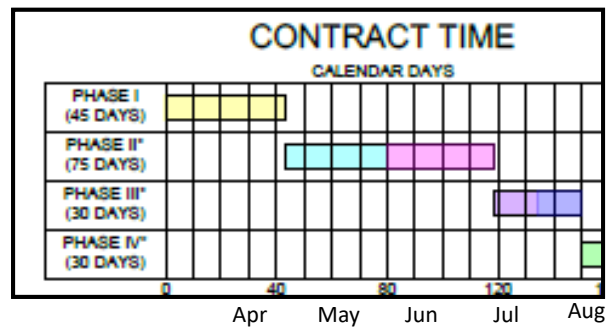 CONTRACT TIME
CALENDAR DAYS
PHASE I
(45 DAYS)
PHASE II*
(75 DAYS)
PHASE III*
(30 DAYS)
PHASE IV*
(30 DAYS)
0 40 80 120 1
Apr May Jun Jul Aug